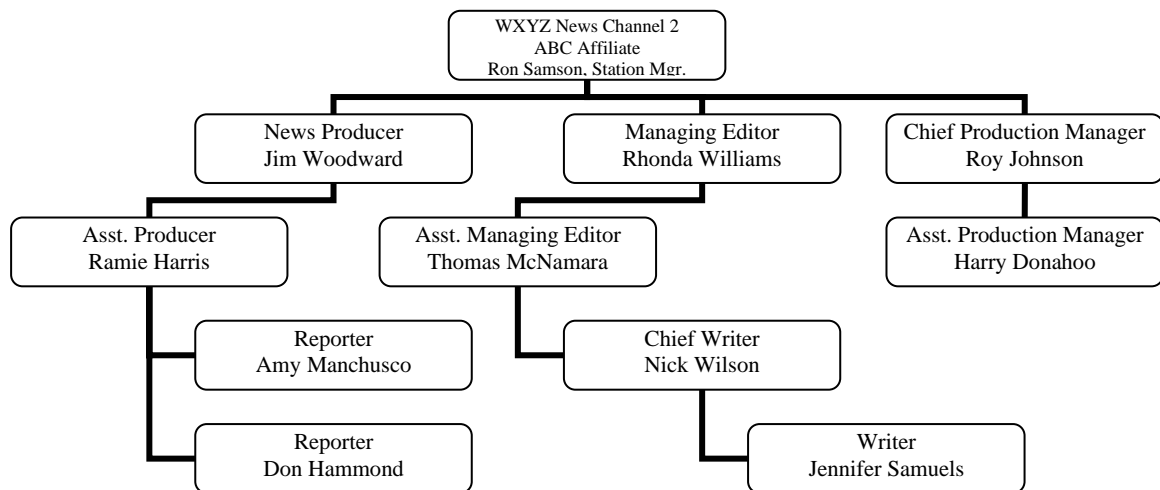 WXYZ News Channel 2
ABC Affiliate
Ron Samson, Station Mgr.
News Producer
Jim Woodward
Managing Editor
Rhonda Williams
Chief Production Manager
Roy Johnson
Asst. Producer
Ramie Harris
Asst. Managing Editor
Thomas McNamara
Asst. Production Manager
Harry Donahoo
Reporter
Amy Manchusco
Chief Writer
Nick Wilson
Reporter
Don Hammond
Writer
Jennifer Samuels